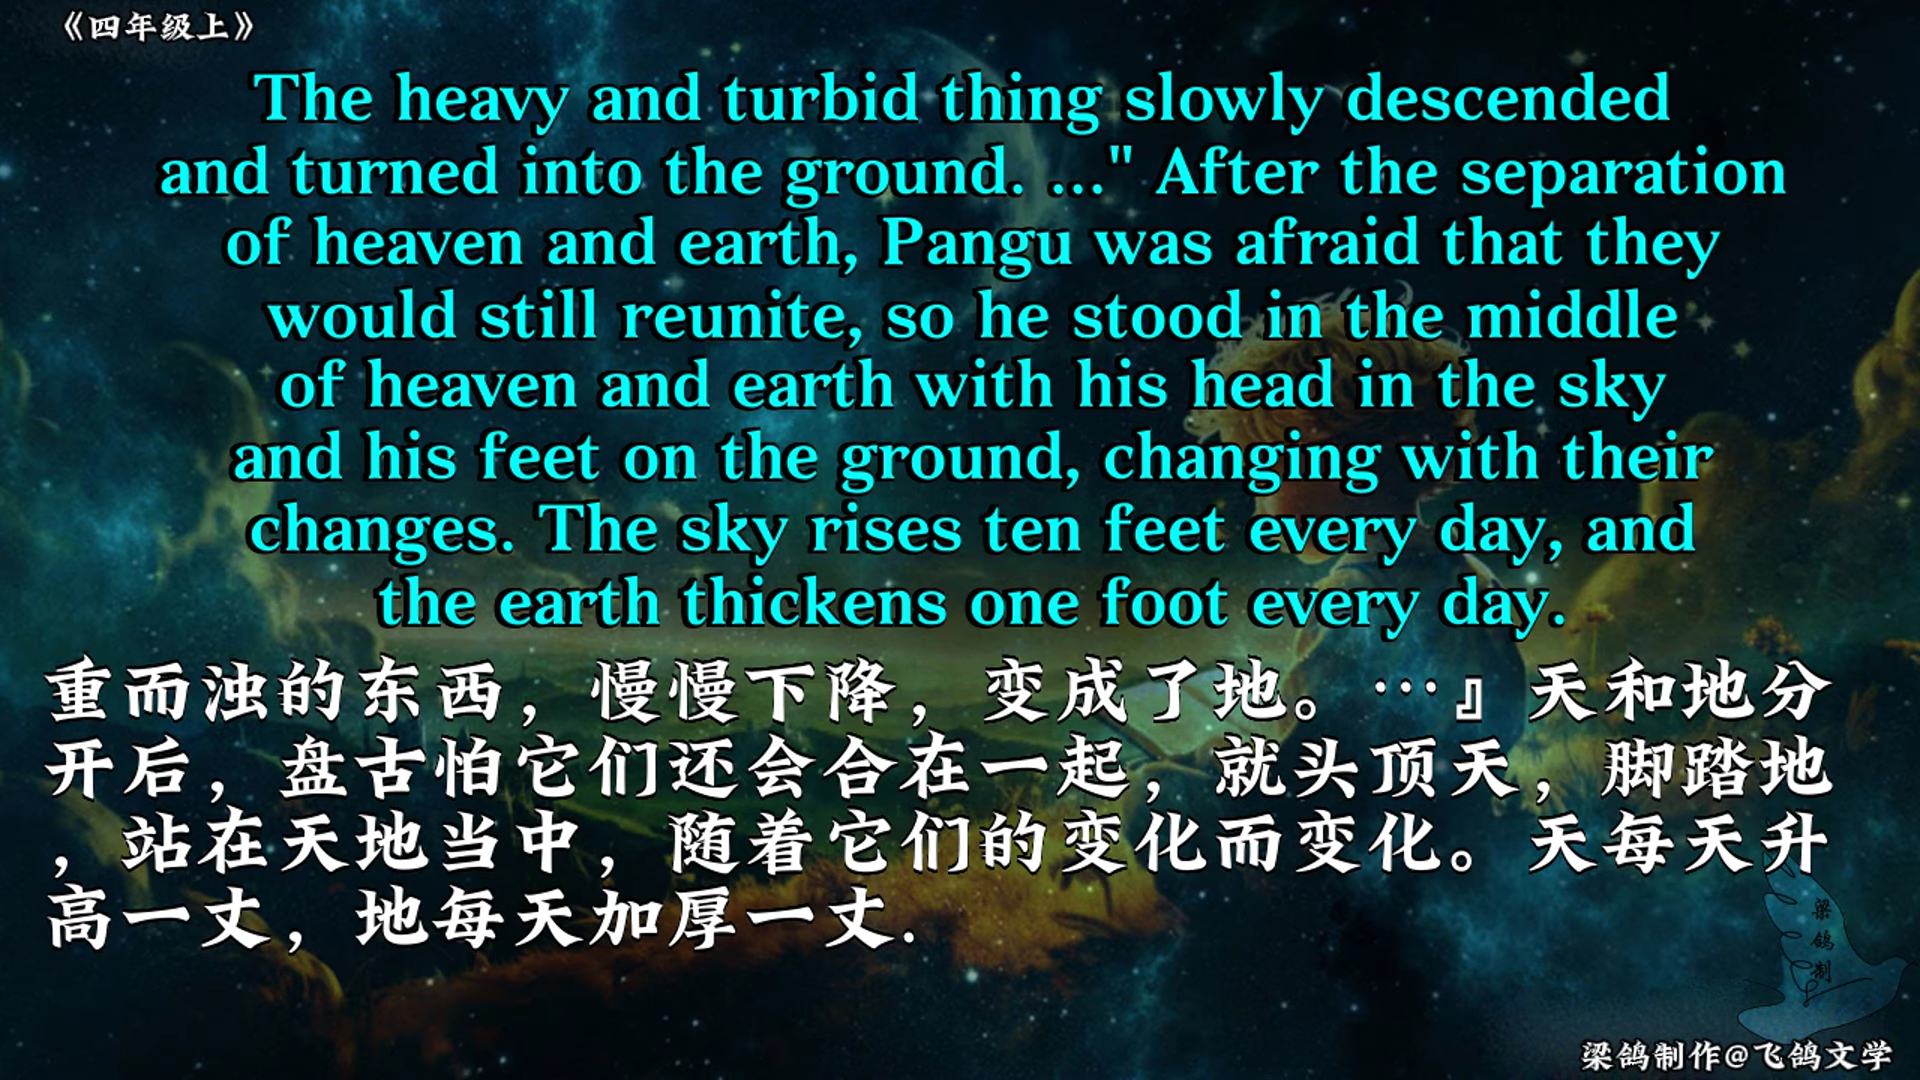 《四年级上》
The heavy and turbid thing slowly descended
and turned into the ground. ..." After the separation
of heaven and earth, Pangu was afraid that they
would still reunite, so he stood in the middle
of heaven and earth with his head in the sky
and his feet on the ground, changing with their
changes. The sky rises ten feet every day, and
the earth thickens one foot every day.
重而浊的东西，慢慢下降，变成了地。…』天和地分
开后，盘古怕它们还会合在一起，就头顶天，脚踏地
，站在天地当中，随着它们的变化而变化。天每天升
高一丈，地每天加厚一丈.
梁
鸽
制
梁鸽制作@飞鸽文学